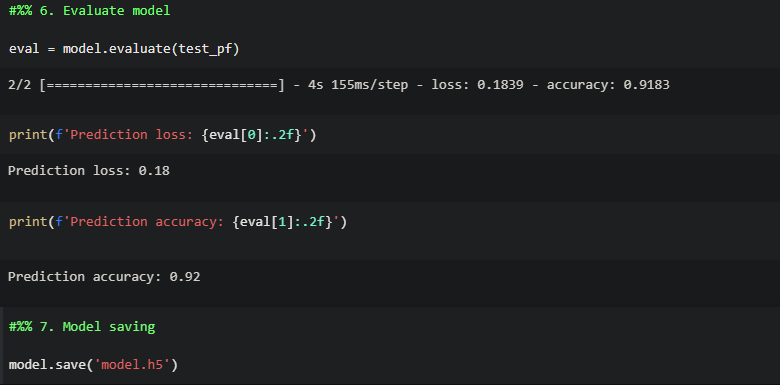 #%% 6. Evaluate model
eval = model.evaluate(test_pf)
2/2 [==============================] - 4s 155ms/step - loss: 0.1839 - accuracy: 0.9183
print(f'Prediction loss: {eval[0]:.2f}')
Prediction loss: 0.18
print(f'Prediction accuracy: {eval[1]:.2f}')
Prediction accuracy: 0.92
#%% 7. Model saving
model.save('model.h5')